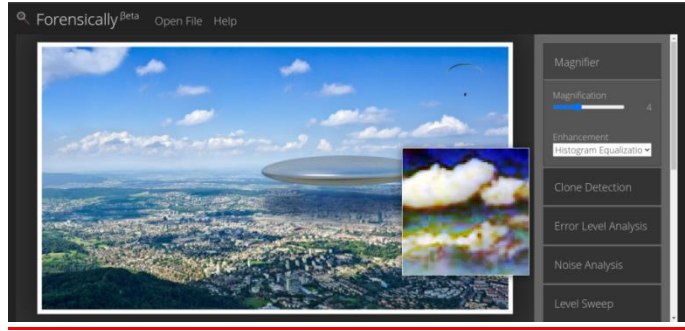 Forensically Beta Open File Help
Magnifier
Magnification
4
Enhancement
Histogram Equalizatio
Clone Detection
Error Level Analysis
Noise Analysis
Level Sweep